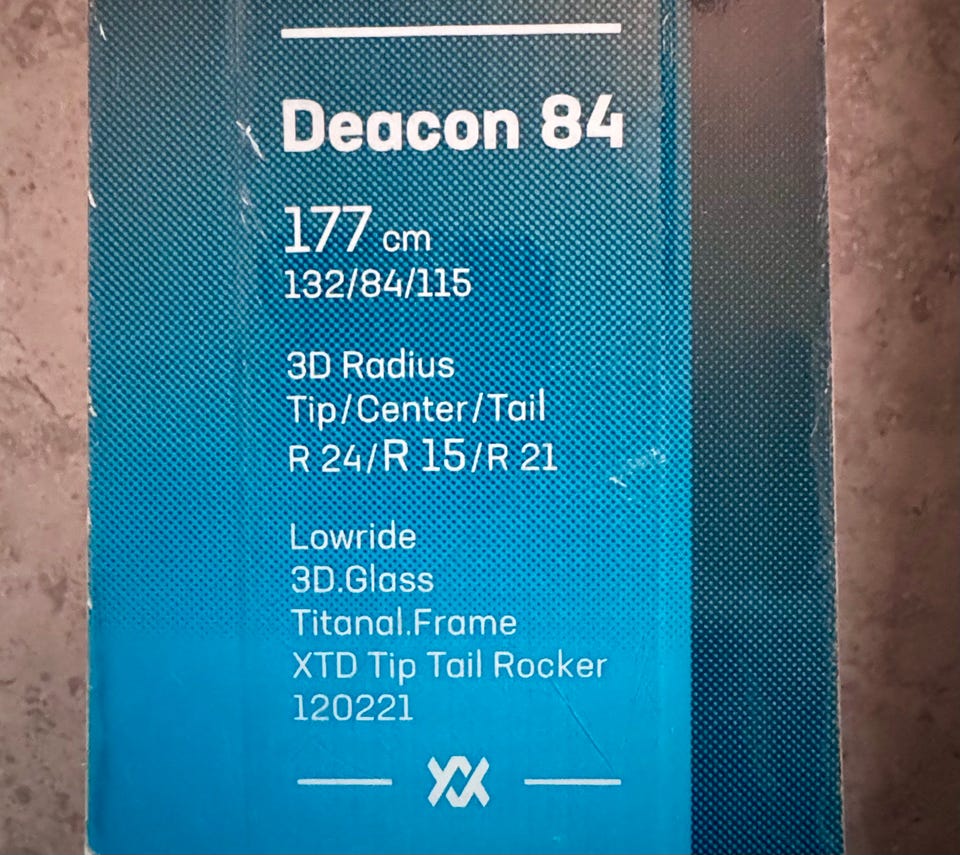 Deacon 84
177 cm
132/84/115
3D Radius
Tip/Center/Tail
R 24/R 15/R 21
Lowride
3D.Glass
Titanal.Frame
XTD Tip Tail Rocker
120221